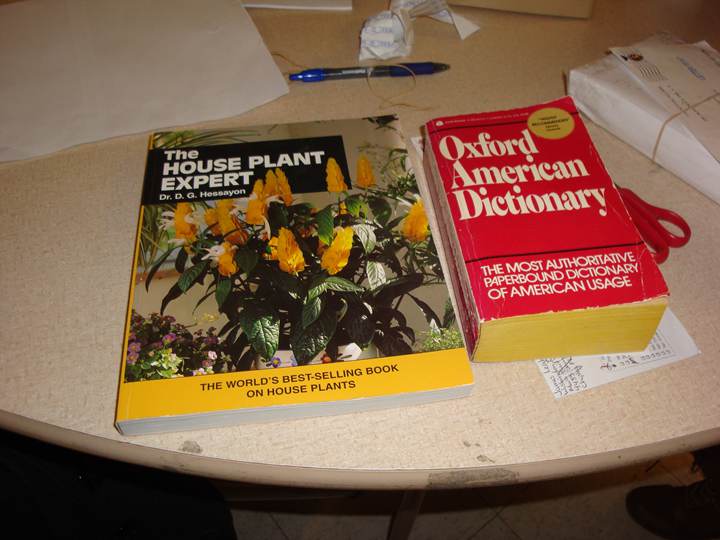 The
HOUSE PLANT
EXPERT
Dr. D. G. Hessayon
THE WORLD'S BEST-SELLING BOOK
ON HOUSE PLANTS
Oxford
American
Dictionary
THE MOST AUTHORITATIVE
PAPERBOUND DICTIONARY
OF AMERICAN USAGE